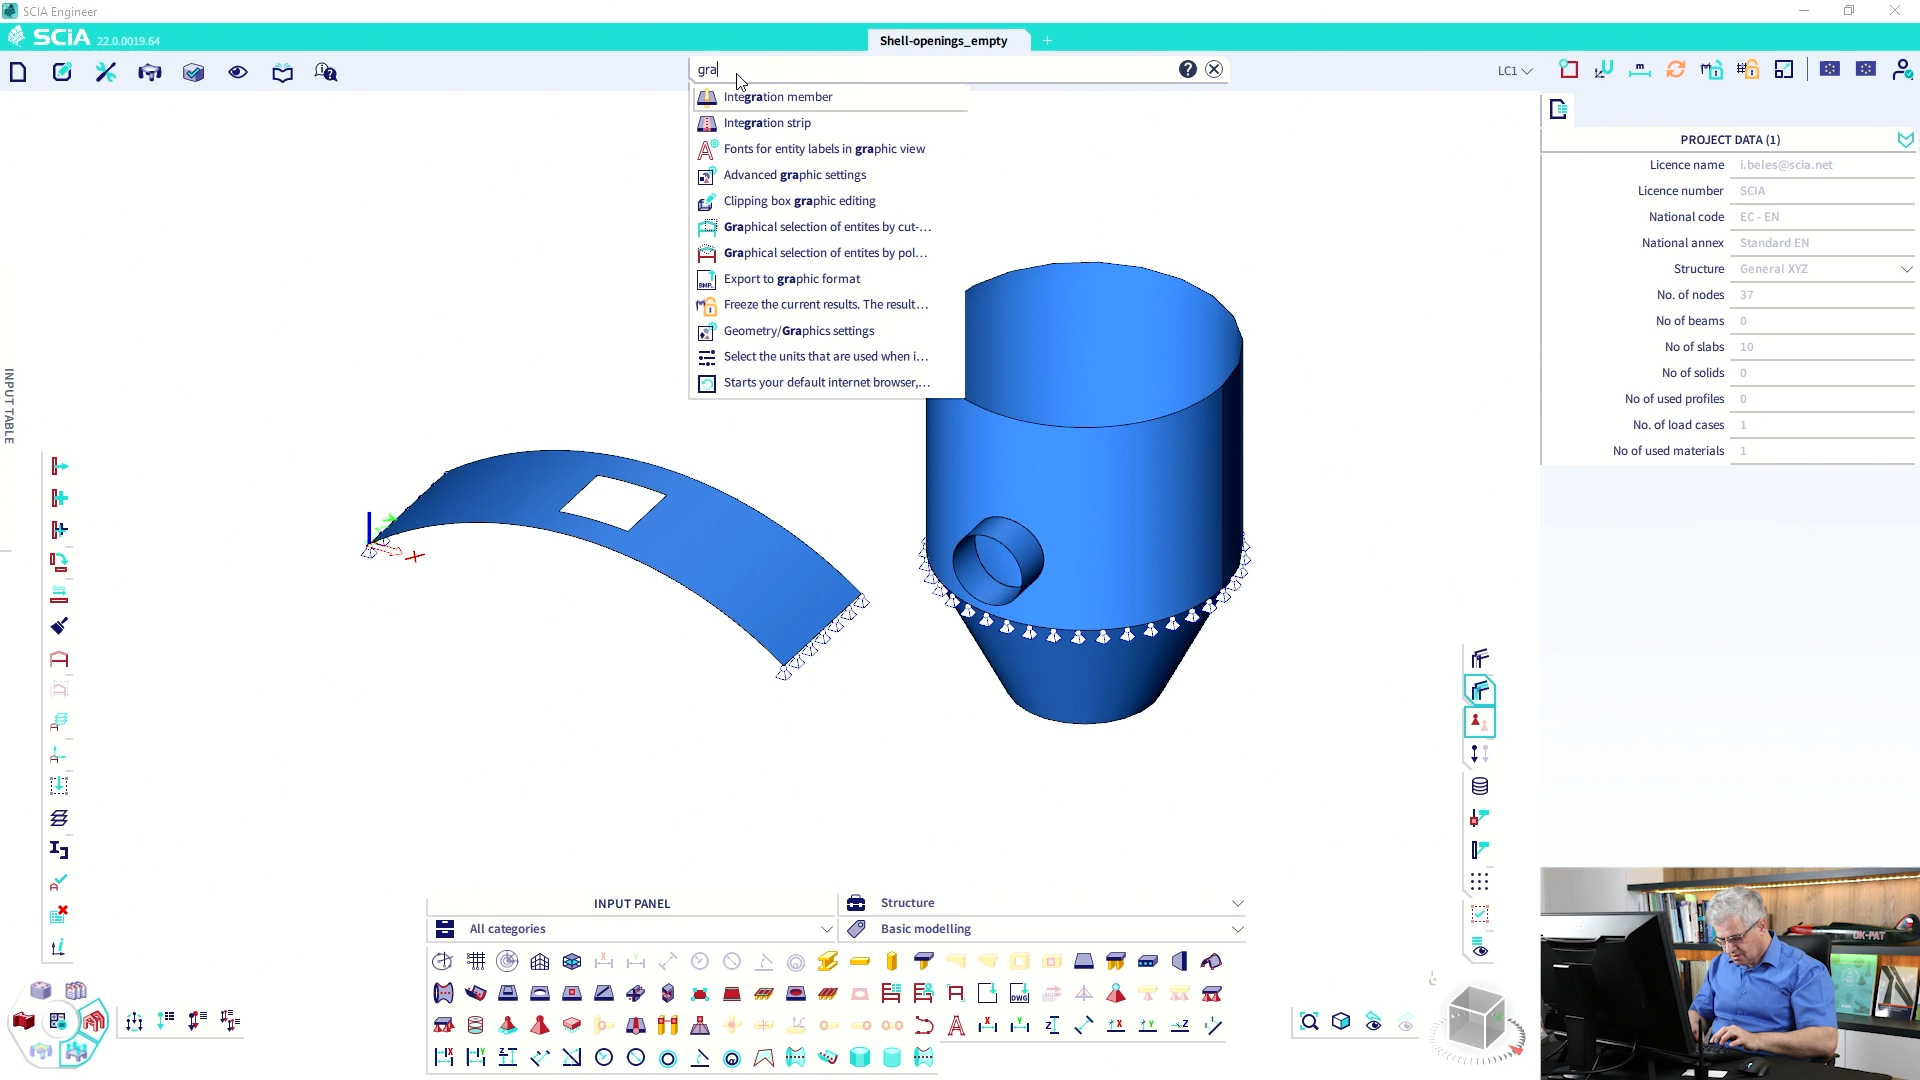 SCIA Engineer
SCiA 22.0.0019.64
Shell-openings_empty
gra
LC1
Integration member
Integration strip
Fonts for entity labels in graphic view
Advanced graphic settings
Clipping box graphic editing
Graphical selection of entites by cut-...
Graphical selection of entites by pol...
Export to graphic format
Freeze the current results. The result...
Geometry/Graphics settings
Select the units that are used when i...
Starts your default internet browser,...
PROJECT DATA (1)
Licence name i.beles@scia.net
Licence number SCIA
National code EC - EN
National annex Standard EN
Structure General XYZ
No. of nodes 37
No of beams 0
No of slabs 10
No of solids 0
No of used profiles 0
No. of load cases 1
No of used materials 1
INPUT TABLE
INPUT PANEL
Structure
All categories
Basic modelling
DWG
OK-PAT